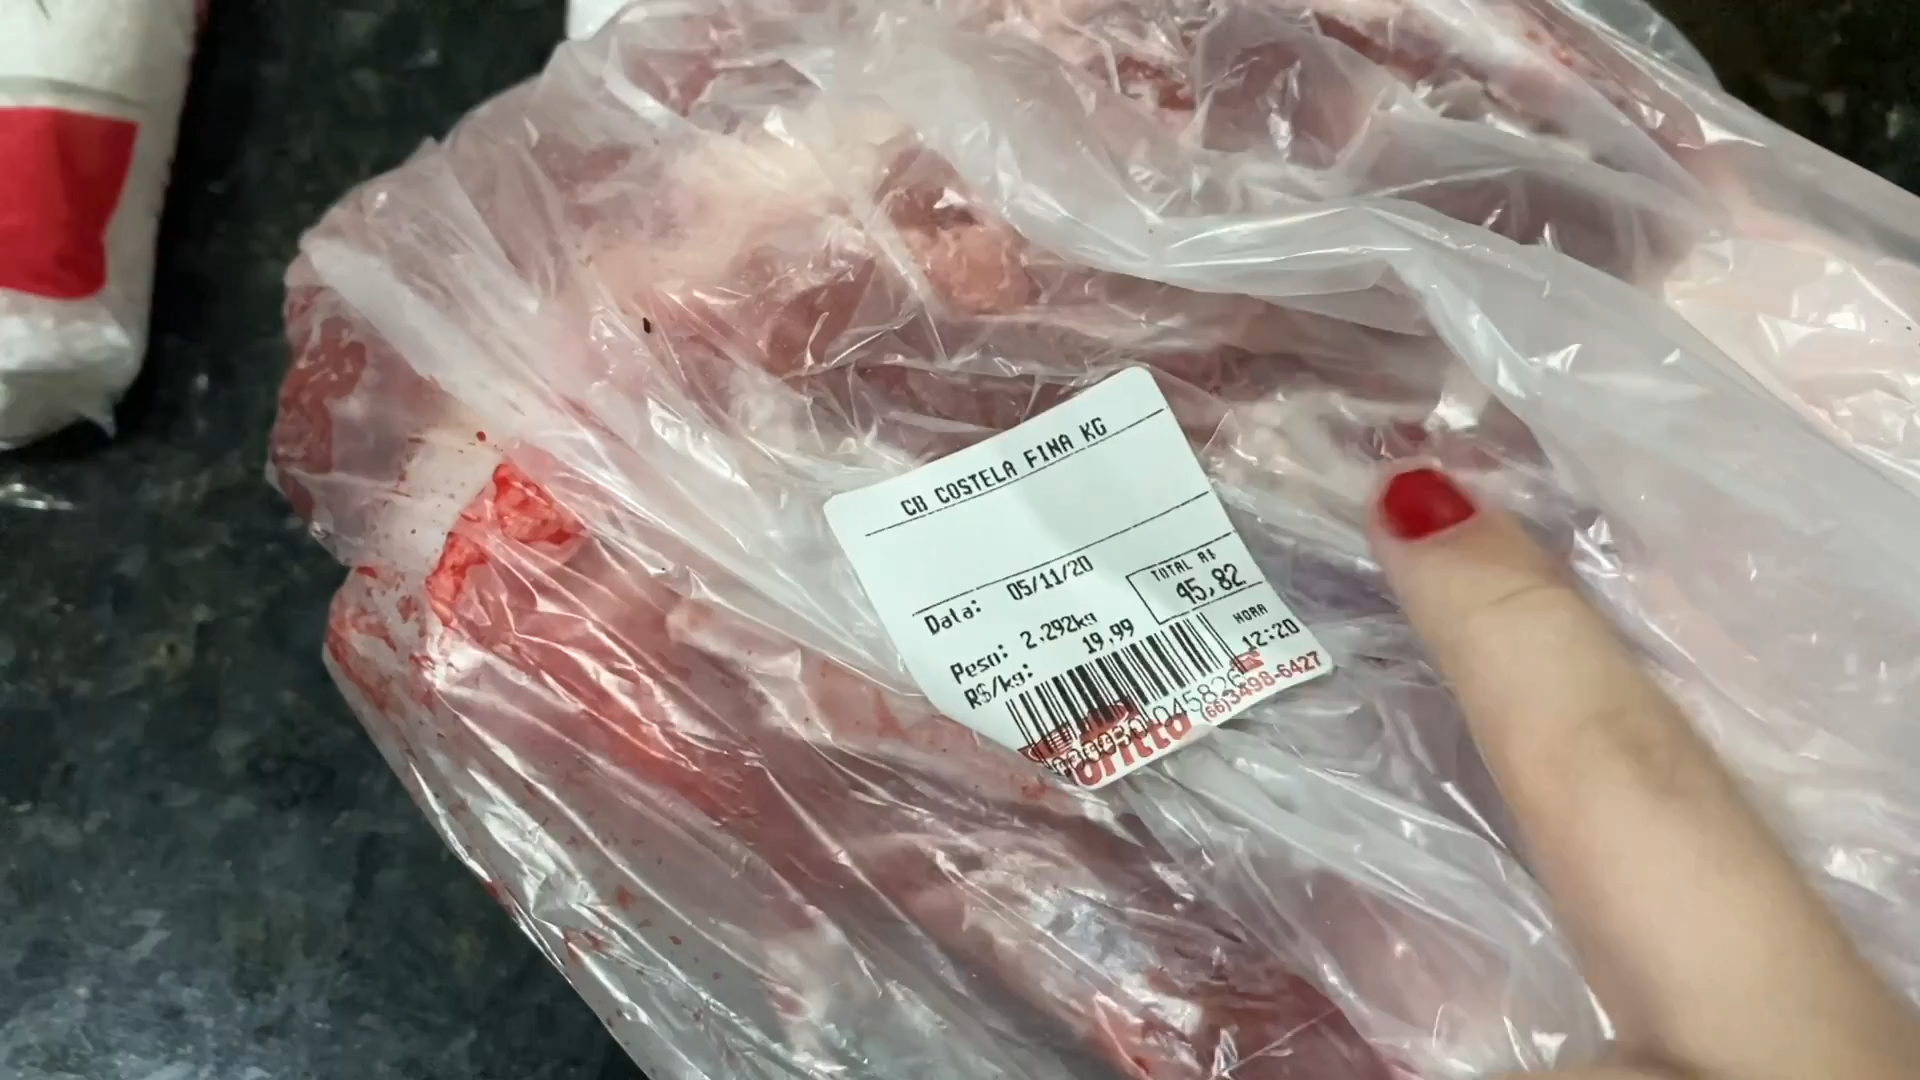 CB COSTELA FINA KG
Data: 05/11/20
TOTAL R$
45,82
Peso: 2.292kg
R$/kg: 19,99
HORA
12:20
(66)3498-6427